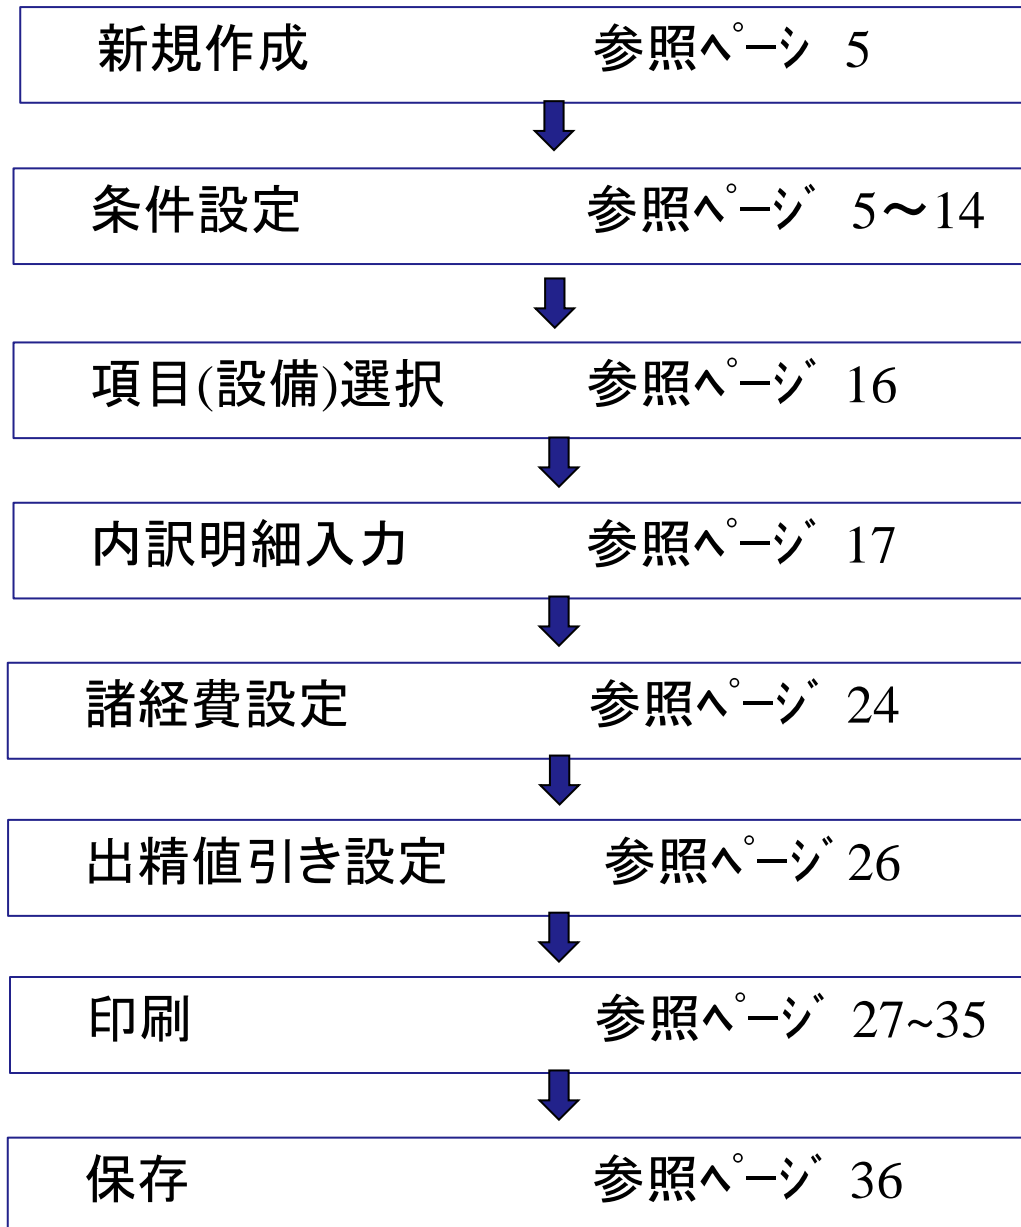 新規作成 参照ページ 5
条件設定 参照ページ 5～14
項目(設備)選択 参照ページ 16
内訳明細入力 参照ページ 17
諸経費設定 参照ページ 24
出精値引き設定 参照ページ 26
印刷 参照ページ 27~35
保存 参照ページ 36